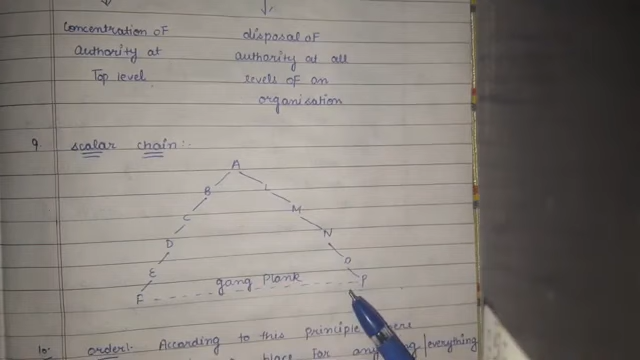 concentration of disposal of
authority at authority at all
Top level levels of an
organisation
9. scalar chain:-
A
B L
C M
D N
E O
F gang plank P
10. order:- According to this principle
place for everything